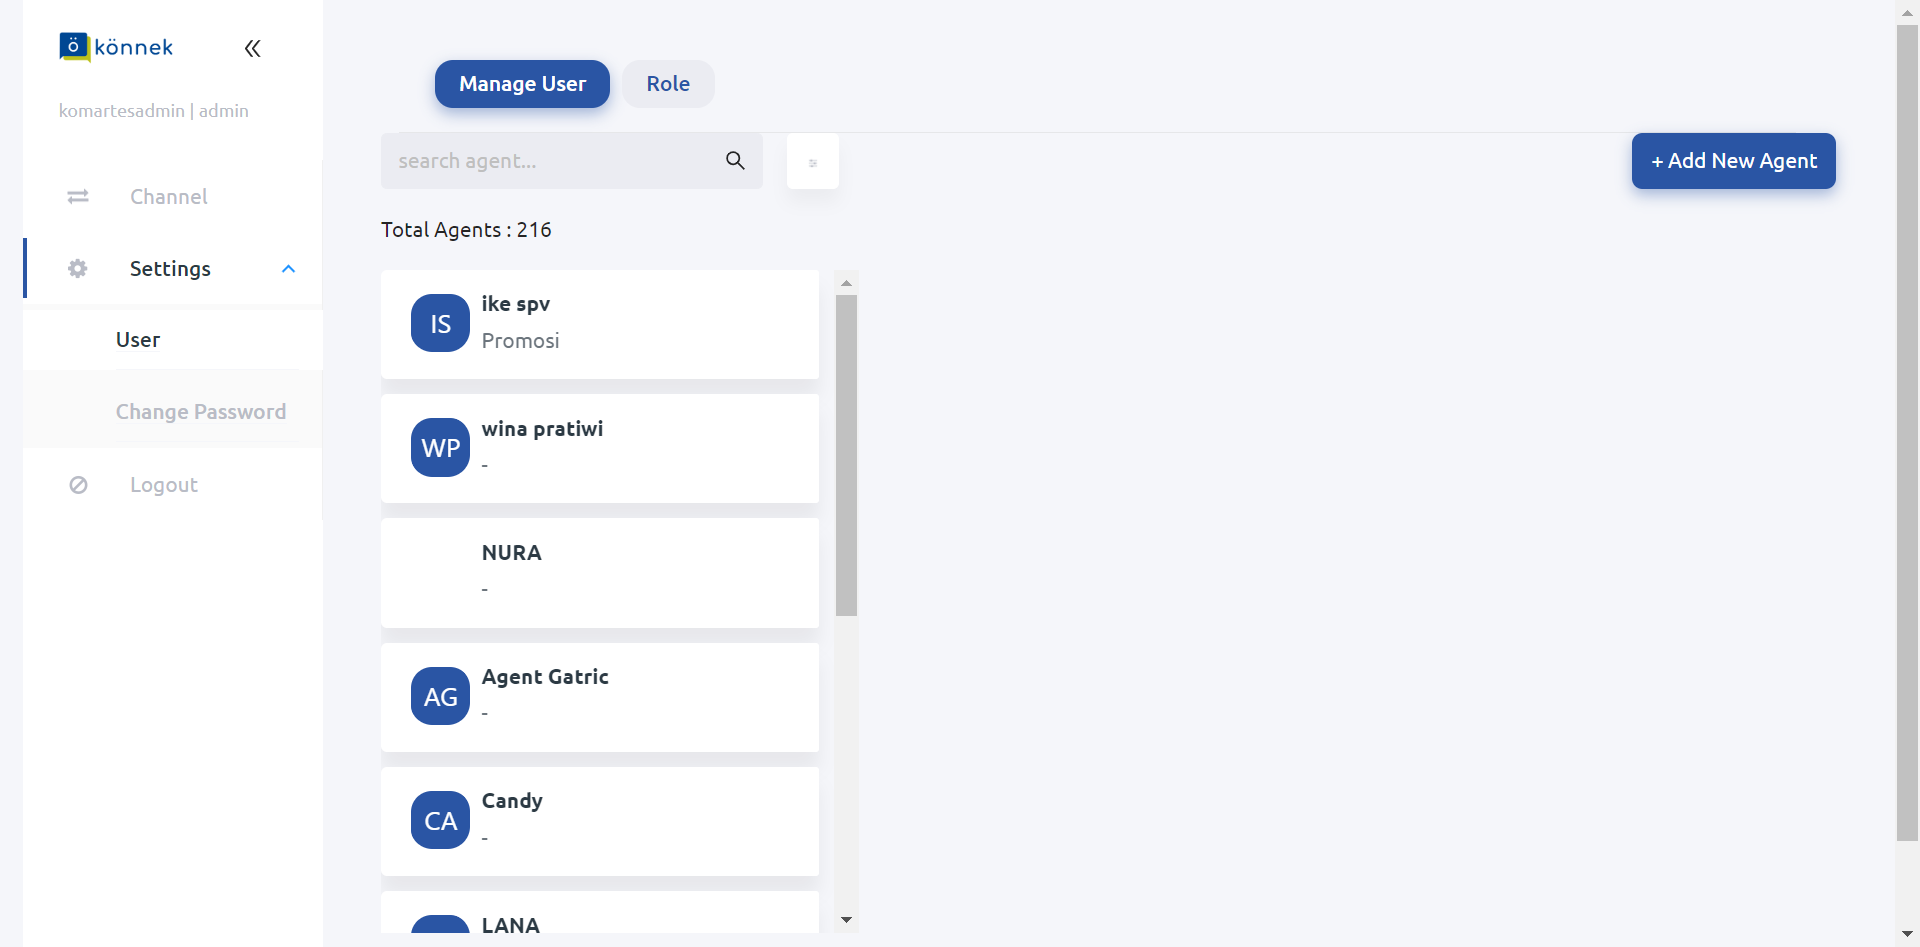 ö könnek
komartesadmin | admin
Channel
Settings
User
Change Password
Logout
Manage User
Role
search agent...
+ Add New Agent
Total Agents : 216
IS
ike spv
Promosi
WP
wina pratiwi
-
NURA
-
AG
Agent Gatric
-
CA
Candy
-
LANA